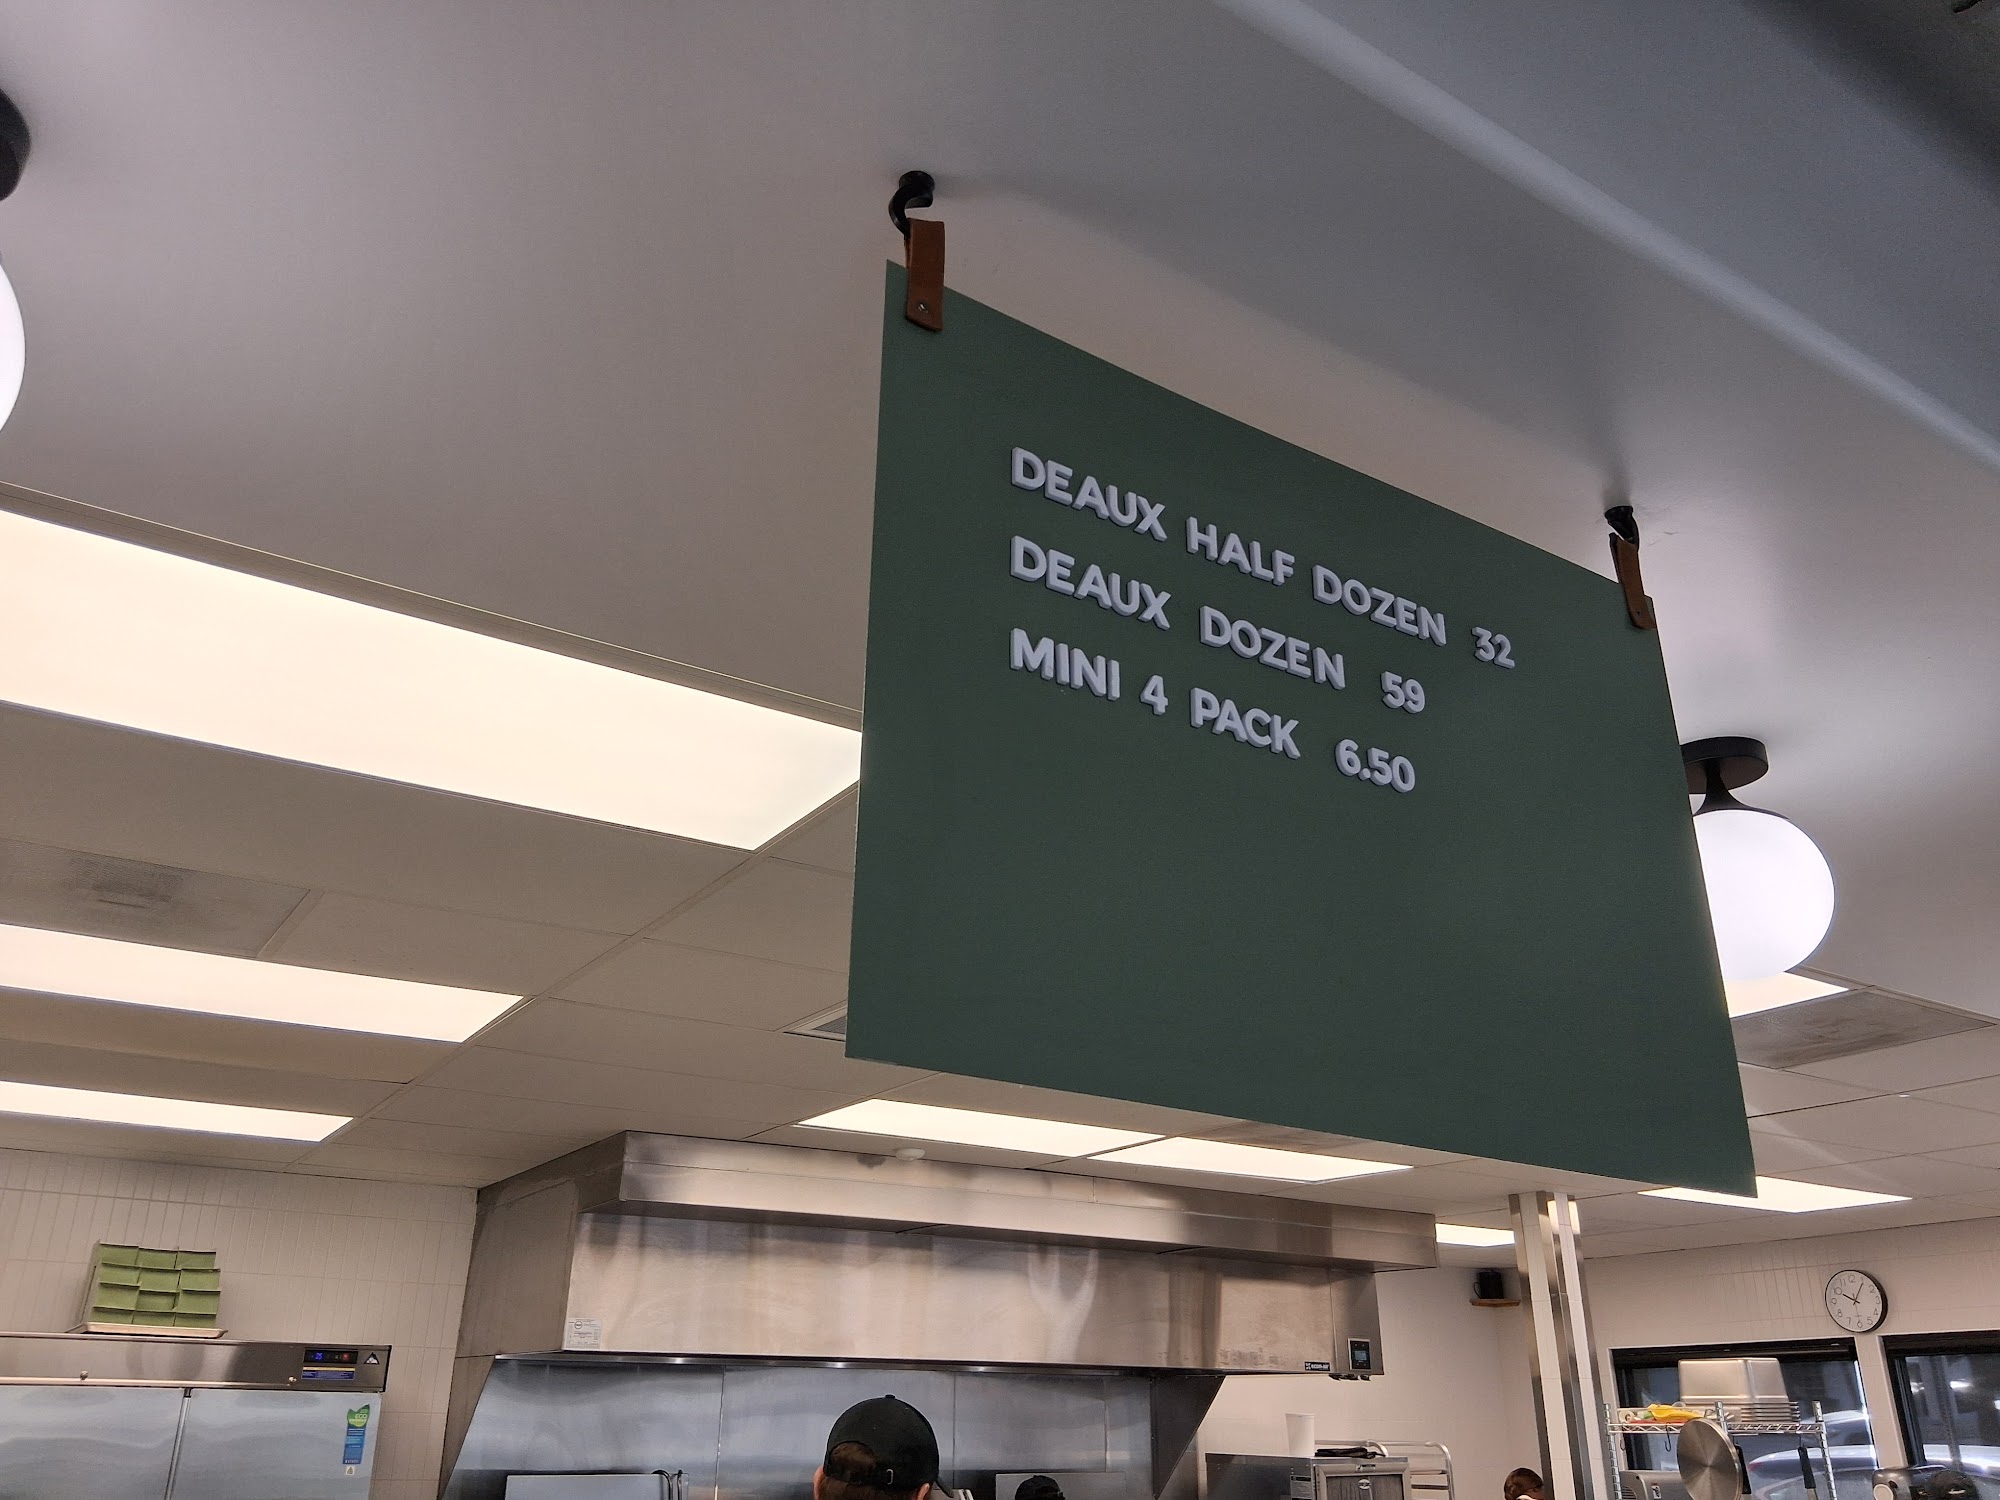 DEAUX HALF DOZEN 32
DEAUX DOZEN 59
MINI 4 PACK 6.50